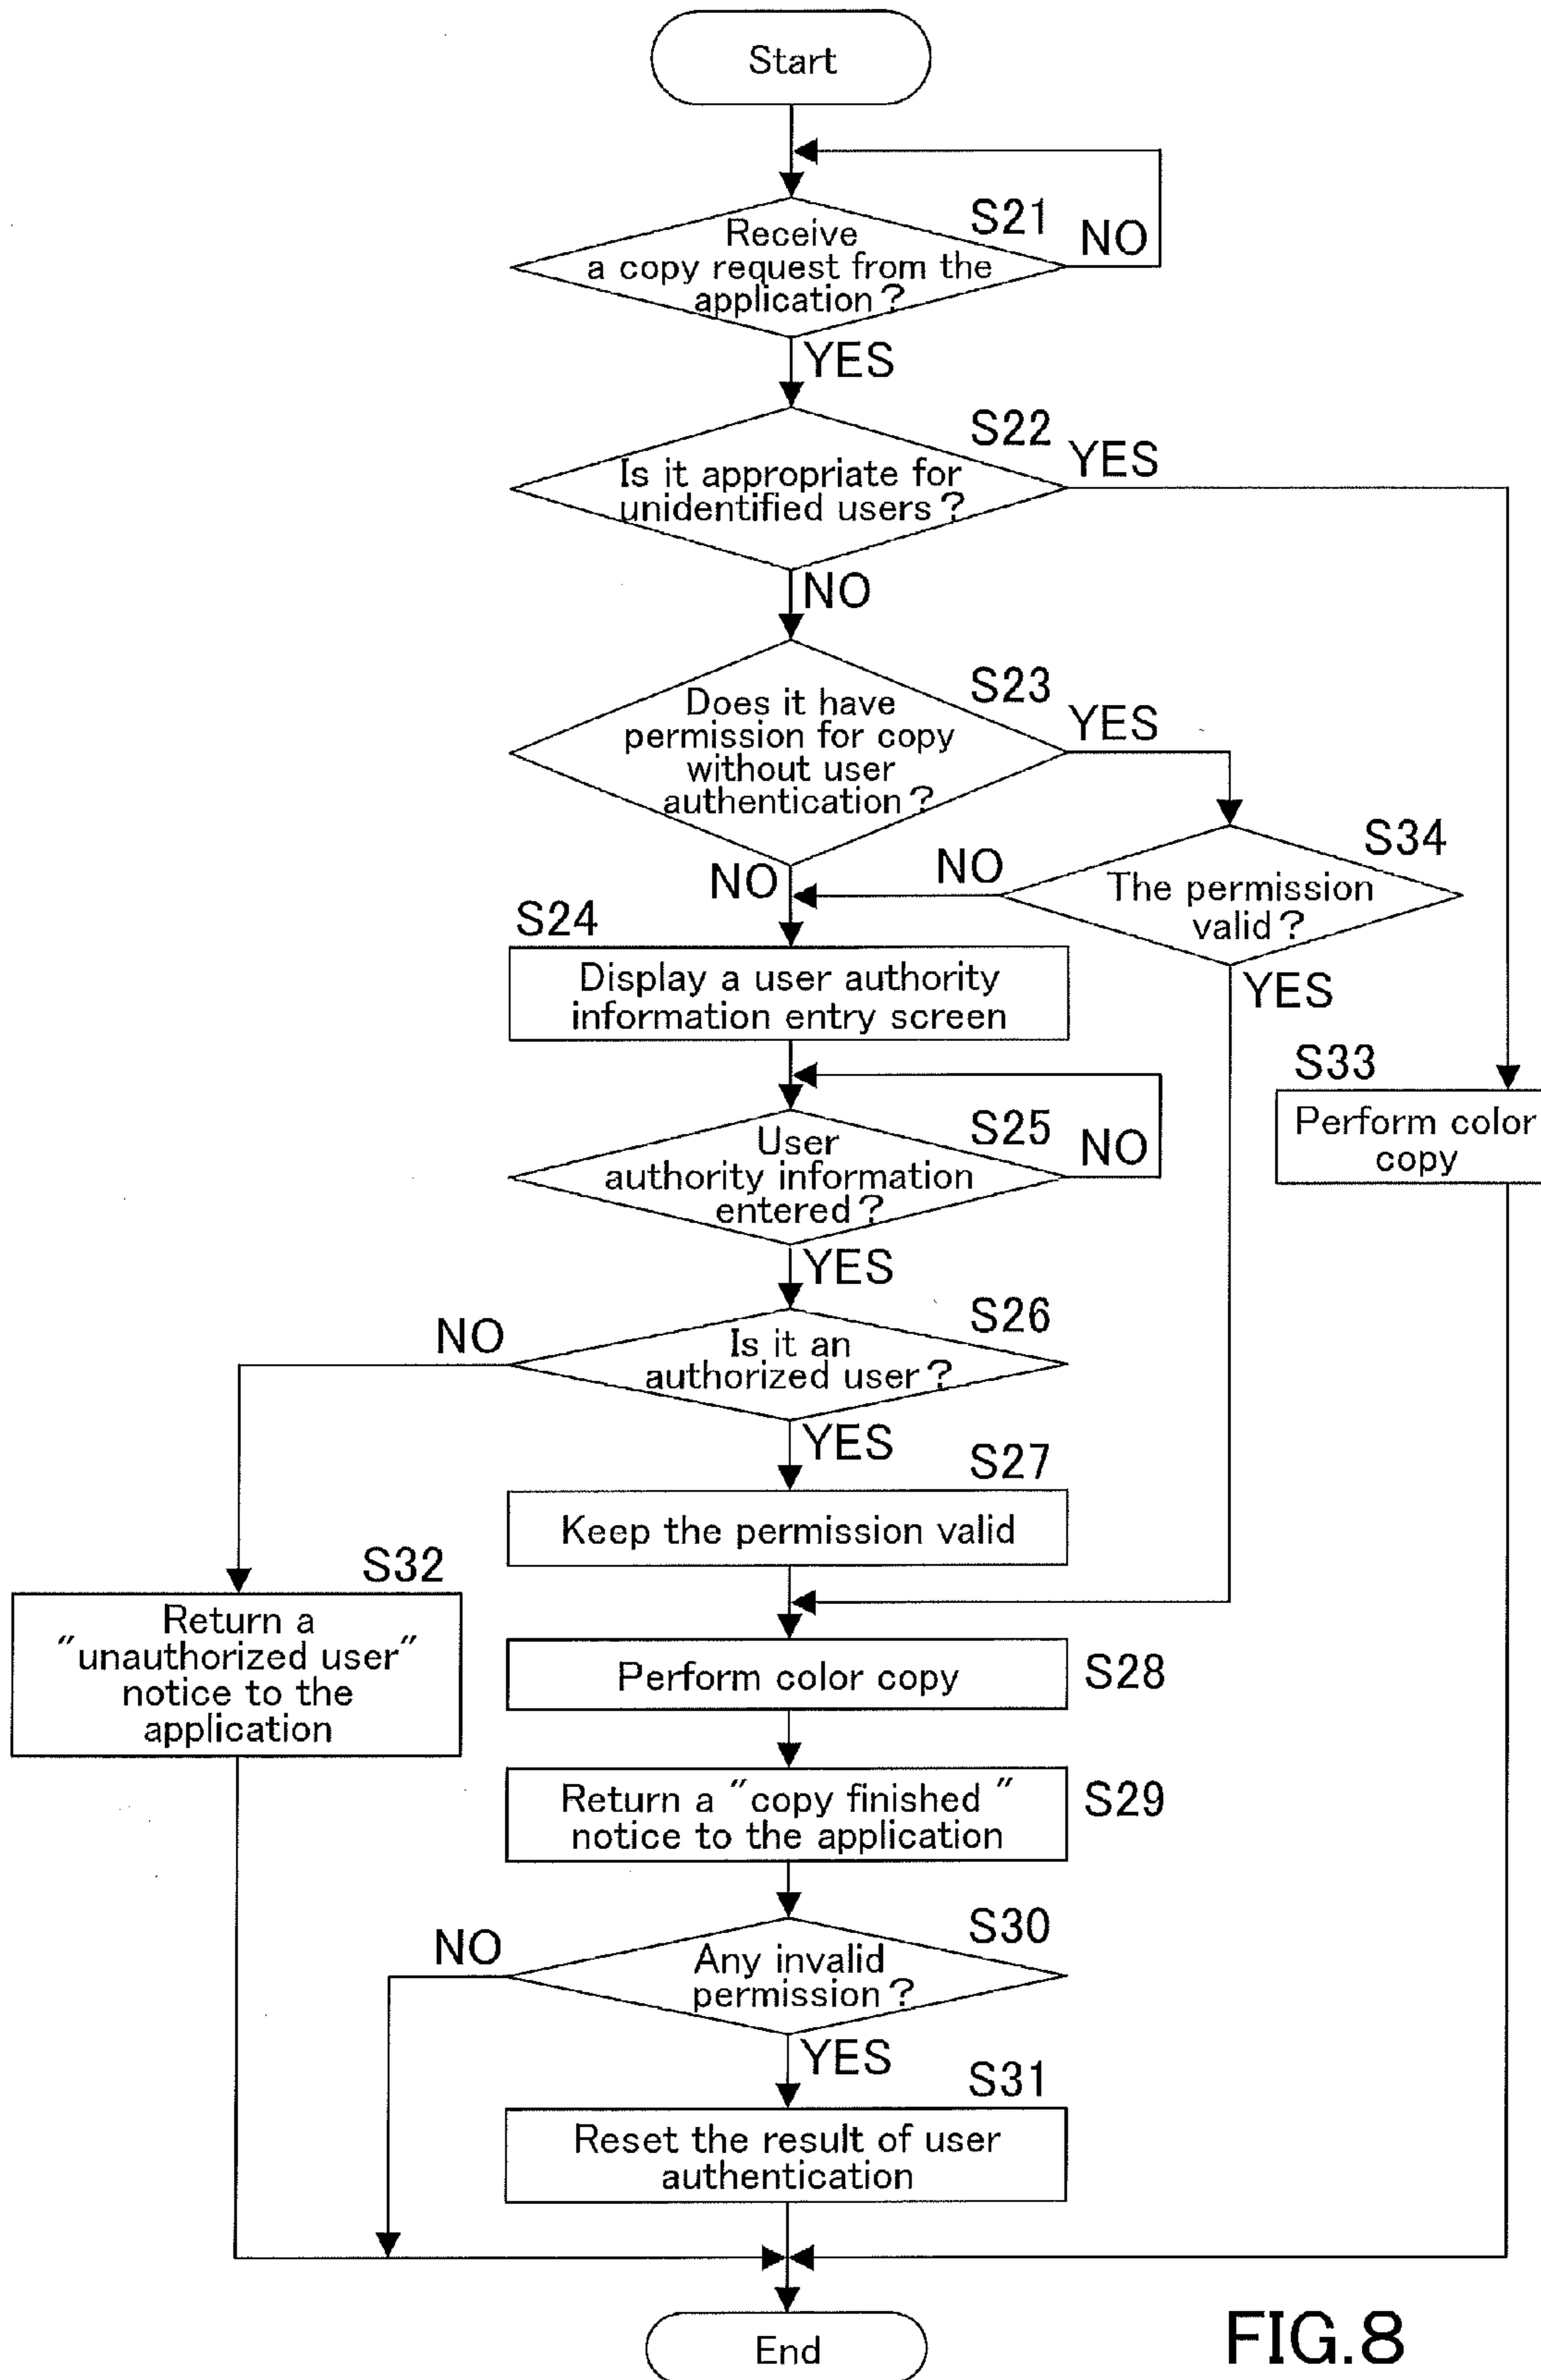 Start
S21
Receive
a copy request from the
application?
NO
YES
S22
Is it appropriate for
unidentified users?
YES
NO
S23
Does it have
permission for copy
without user
authentication?
YES
S34
The permission
valid?
NO
NO
YES
S24
Display a user authority
information entry screen
S33
Perform color
copy
S25
User
authority information
entered?
NO
YES
S26
Is it an
authorized user?
NO
YES
S27
Keep the permission valid
S32
Return a
"unauthorized user"
notice to the
application
Perform color copy
S28
Return a "copy finished "
notice to the application
S29
S30
Any invalid
permission?
NO
YES
S31
Reset the result of user
authentication
End
FIG.8